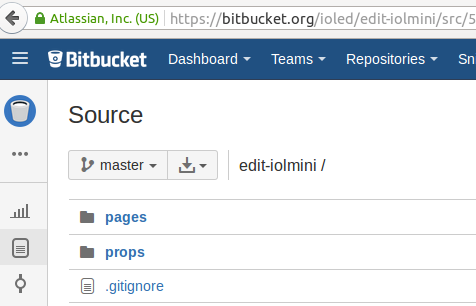 Atlassian, Inc. (US) https://bitbucket.org/ioled/edit-iolmini/src/5
Bitbucket Dashboard Teams Repositories Sn
Source
master edit-iolmini /
pages
props
.gitignore